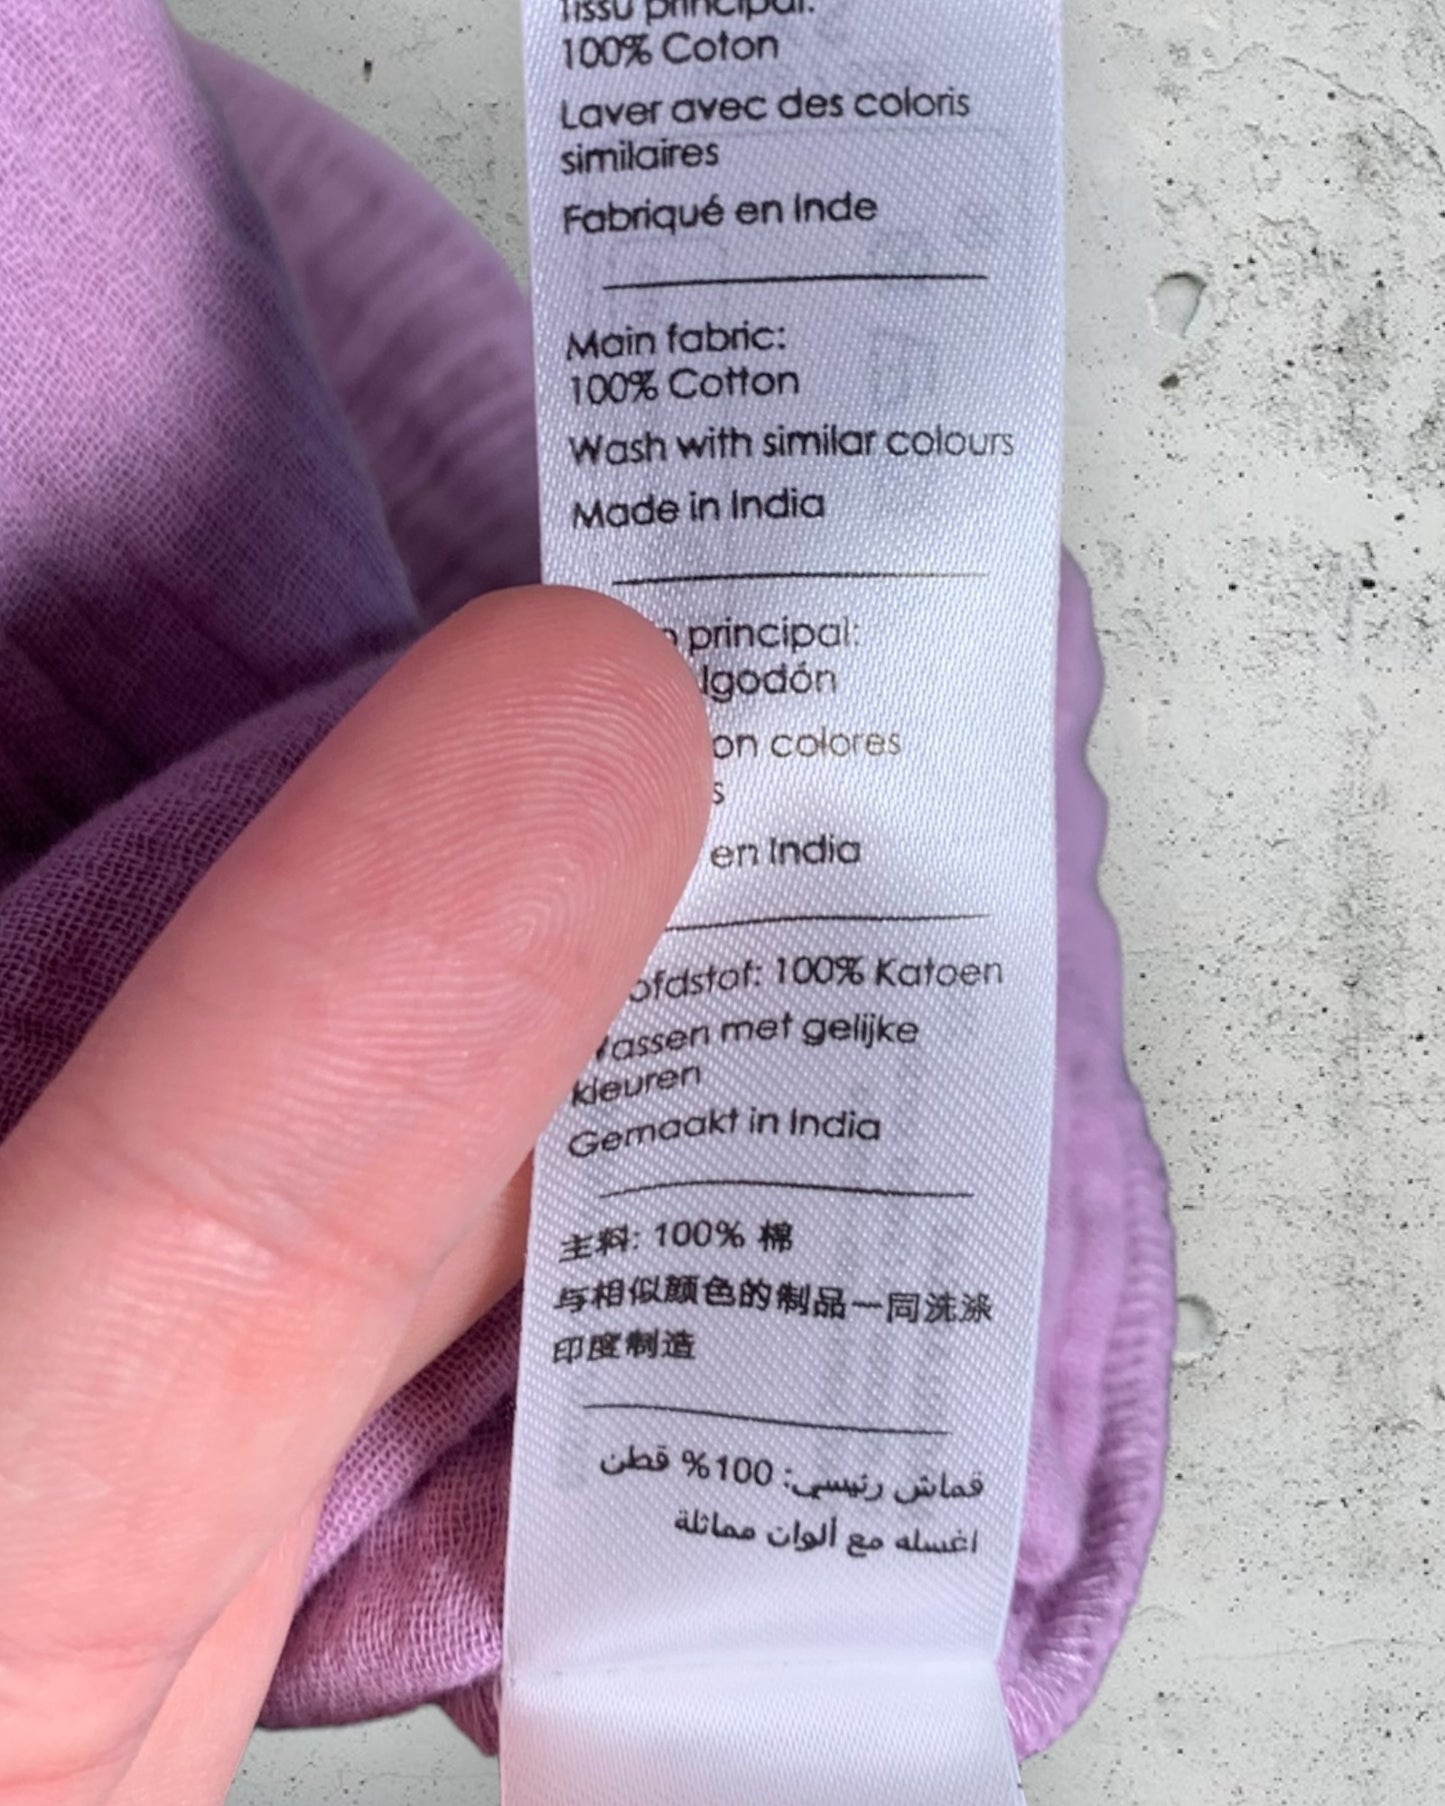 Tissu principal:
100% Coton
Laver avec des coloris
similaires
Fabriqué en Inde
Main fabric:
100% Cotton
Wash with similar colours
Made in India
principal:
on colores
en India
100% Katoen
met gelijke
kleuren
Gemaakt in India
主料: 100% 棉
与相似颜色的制品一同洗涤
印度制造
قماش رئيسي: 100% قطن
اغسله مع ألوان مماثلة